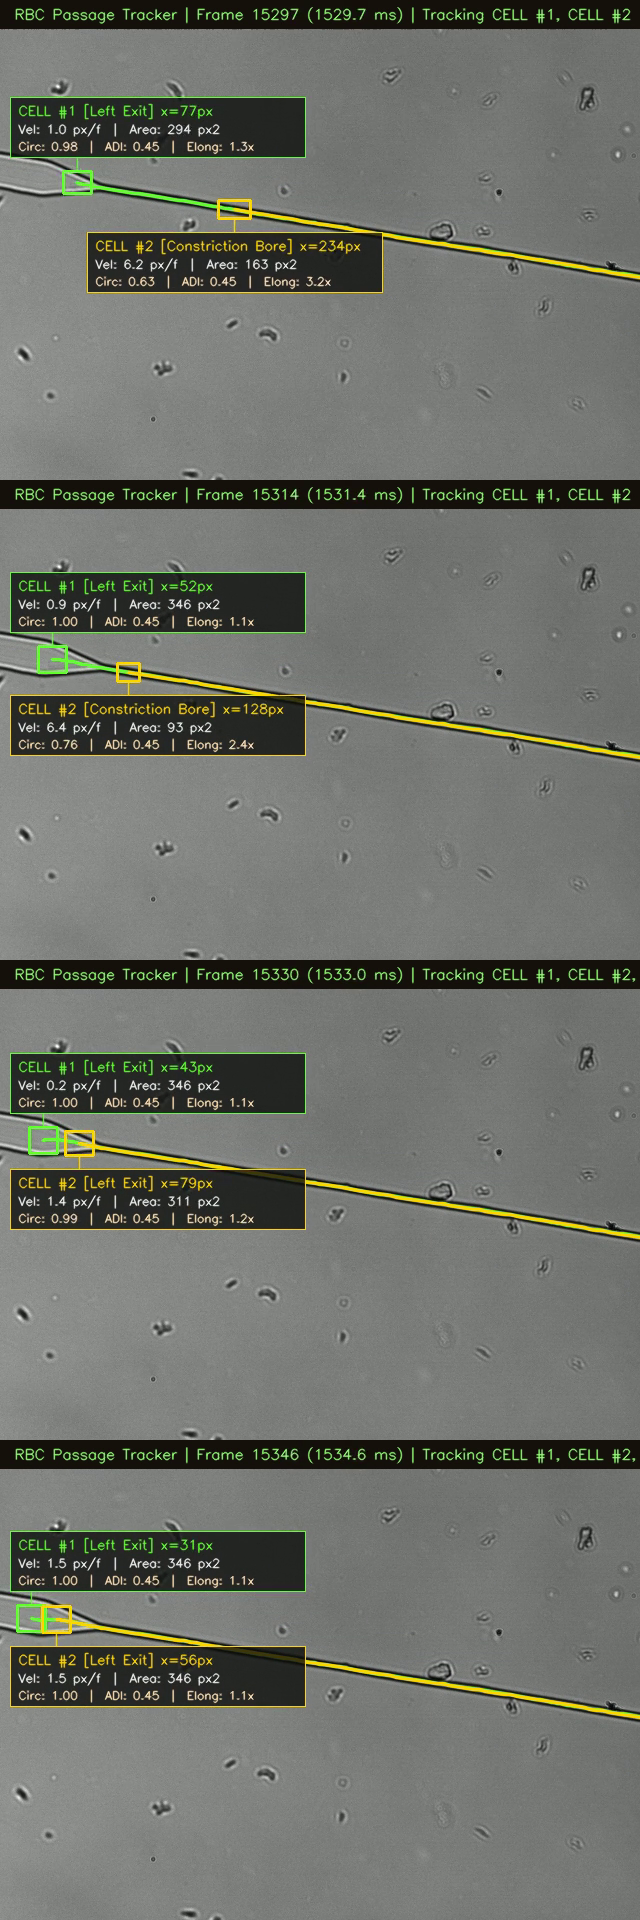 RBC Passage Tracker | Frame 15297 (1529.7 ms) | Tracking CELL #1, CELL #2
CELL #1 [Left Exit] x=77px
Vel: 1.0 px/f | Area: 294 px2
Circ: 0.98 | ADI: 0.45 | Elong: 1.3x
CELL #2 [Constriction Bore] x=234px
Vel: 6.2 px/f | Area: 163 px2
Circ: 0.63 | ADI: 0.45 | Elong: 3.2x
RBC Passage Tracker | Frame 15314 (1531.4 ms) | Tracking CELL #1, CELL #2
CELL #1 [Left Exit] x=52px
Vel: 0.9 px/f | Area: 346 px2
Circ: 1.00 | ADI: 0.45 | Elong: 1.1x
CELL #2 [Constriction Bore] x=128px
Vel: 6.4 px/f | Area: 93 px2
Circ: 0.76 | ADI: 0.45 | Elong: 2.4x
RBC Passage Tracker | Frame 15330 (1533.0 ms) | Tracking CELL #1, CELL #2,
CELL #1 [Left Exit] x=43px
Vel: 0.2 px/f | Area: 346 px2
Circ: 1.00 | ADI: 0.45 | Elong: 1.1x
CELL #2 [Left Exit] x=79px
Vel: 1.4 px/f | Area: 311 px2
Circ: 0.99 | ADI: 0.45 | Elong: 1.2x
RBC Passage Tracker | Frame 15346 (1534.6 ms) | Tracking CELL #1, CELL #2,
CELL #1 [Left Exit] x=31px
Vel: 1.5 px/f | Area: 346 px2
Circ: 1.00 | ADI: 0.45 | Elong: 1.1x
CELL #2 [Left Exit] x=56px
Vel: 1.5 px/f | Area: 346 px2
Circ: 1.00 | ADI: 0.45 | Elong: 1.1x